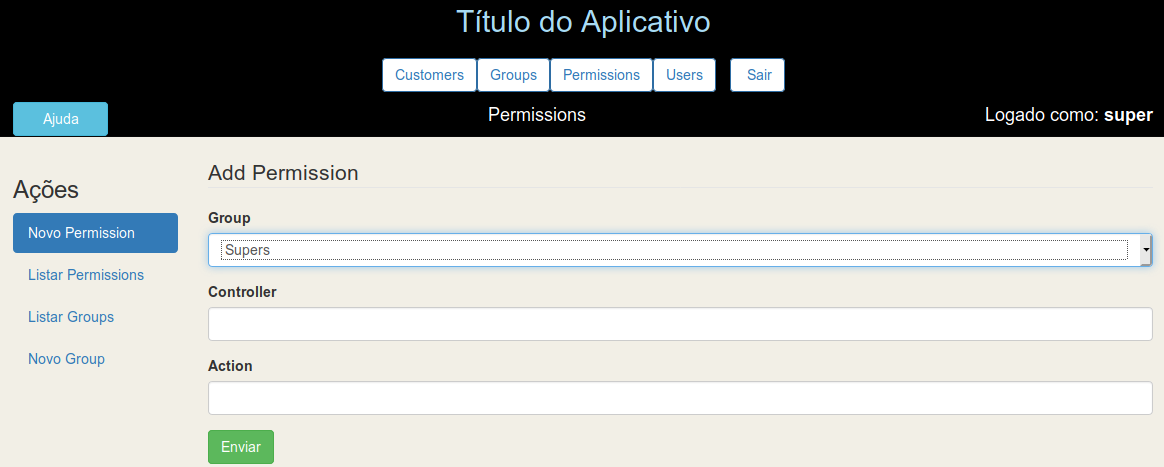 Título do Aplicativo
Customers Groups Permissions Users Sair
Ajuda Permissions Logado como: super
Ações
Novo Permission
Listar Permissions
Listar Groups
Novo Group
Add Permission
Group
Supers
Controller
Action
Enviar